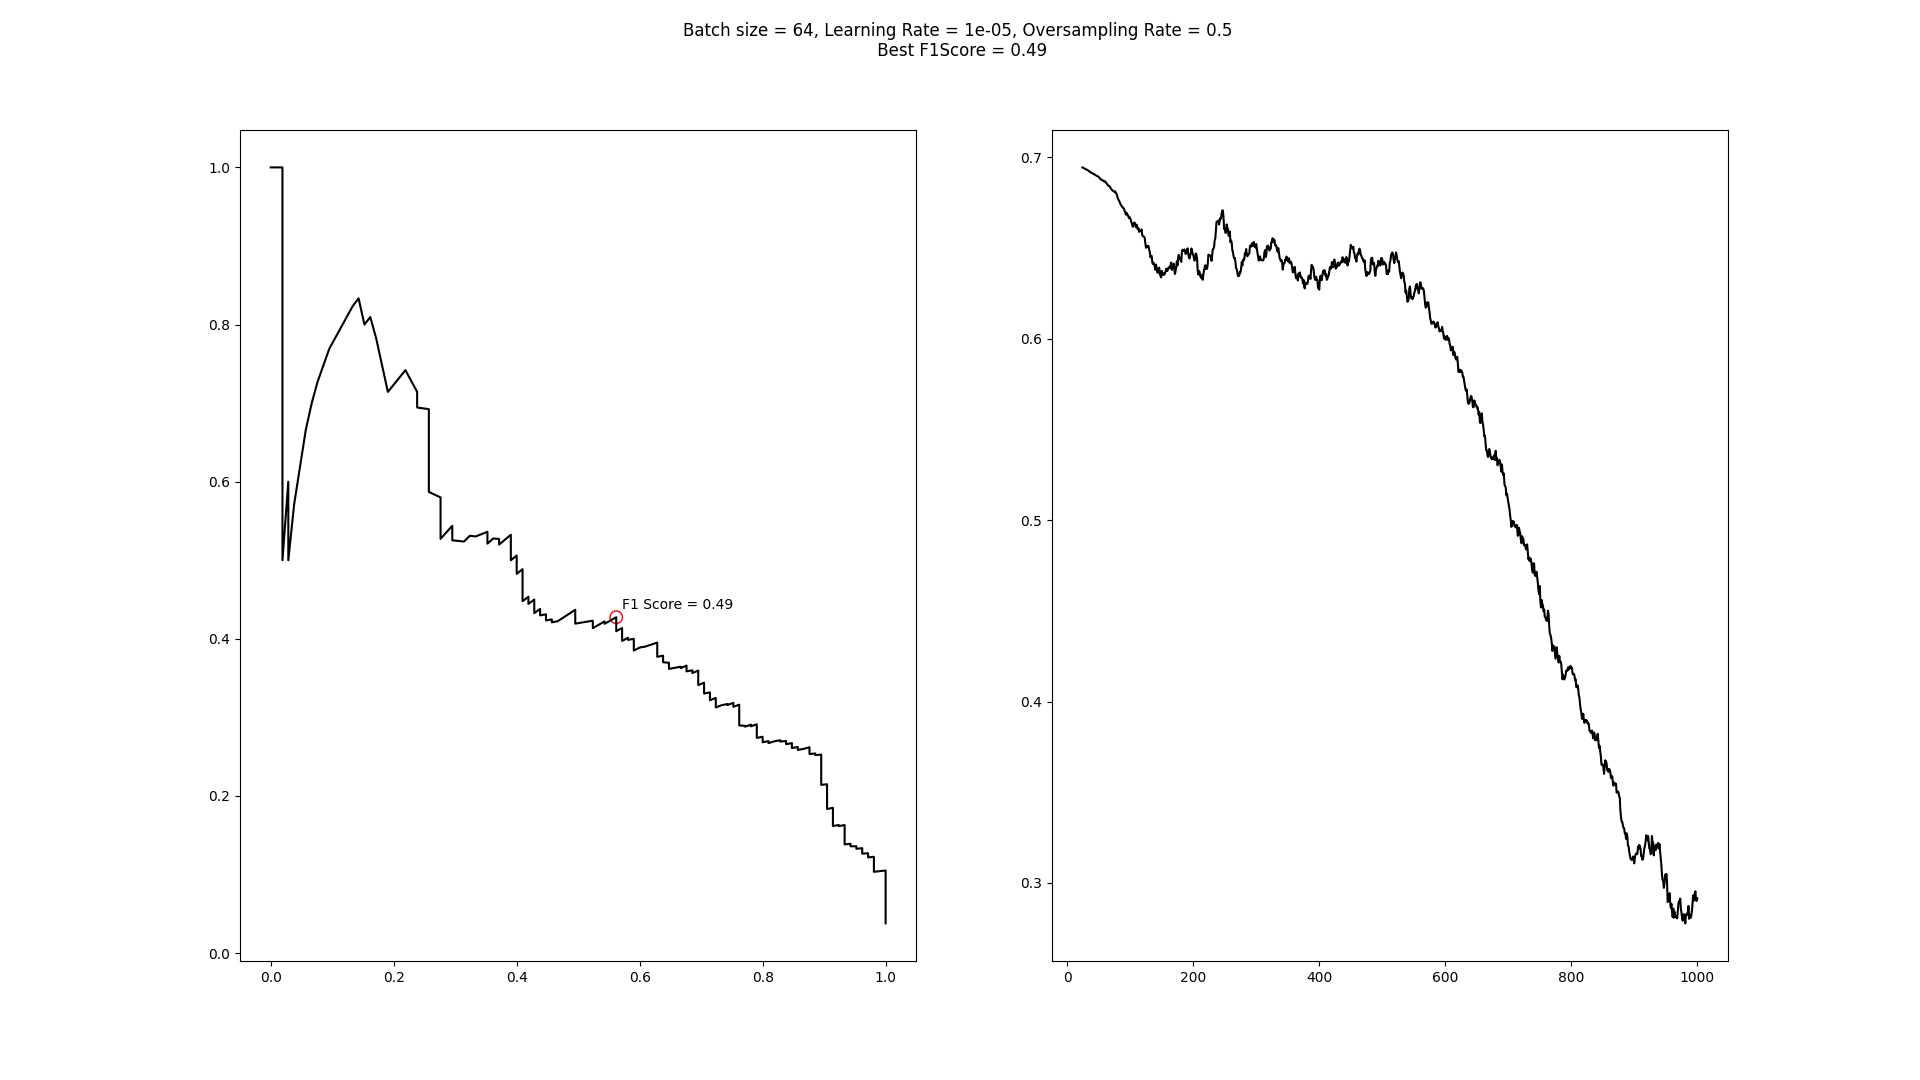 Batch size = 64, Learning Rate = 1e-05, Oversampling Rate = 0.5
Best F1Score = 0.49
1.0
0.8
0.6
0.4
0.2
0.0
F1 Score = 0.49
0.0 0.2 0.4 0.6 0.8 1.0
0.7
0.6
0.5
0.4
0.3
0 200 400 600 800 1000